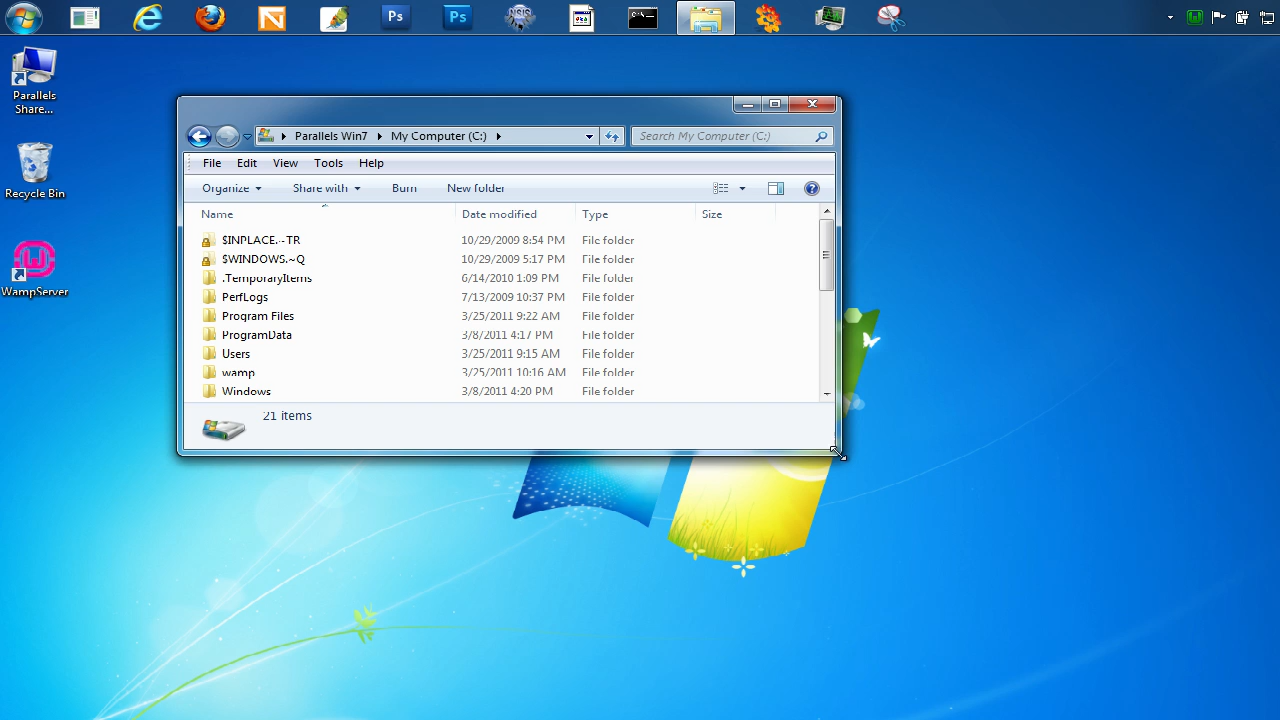 Ps
Ps
NSIS
C:\_
Parallels
Share...
Recycle Bin
WampServer
Parallels Win7
My Computer (C:)
Search My Computer (C:)
File Edit View Tools Help
Organize Share with Burn New folder
Name Date modified Type Size
$INPLACE.~TR 10/29/2009 8:54 PM File folder
$WINDOWS.~Q 10/29/2009 5:17 PM File folder
.TemporaryItems 6/14/2010 1:09 PM File folder
PerfLogs 7/13/2009 10:37 PM File folder
Program Files 3/25/2011 9:22 AM File folder
ProgramData 3/8/2011 4:17 PM File folder
Users 3/25/2011 9:15 AM File folder
wamp 3/25/2011 10:16 AM File folder
Windows 3/8/2011 4:20 PM File folder
21 items